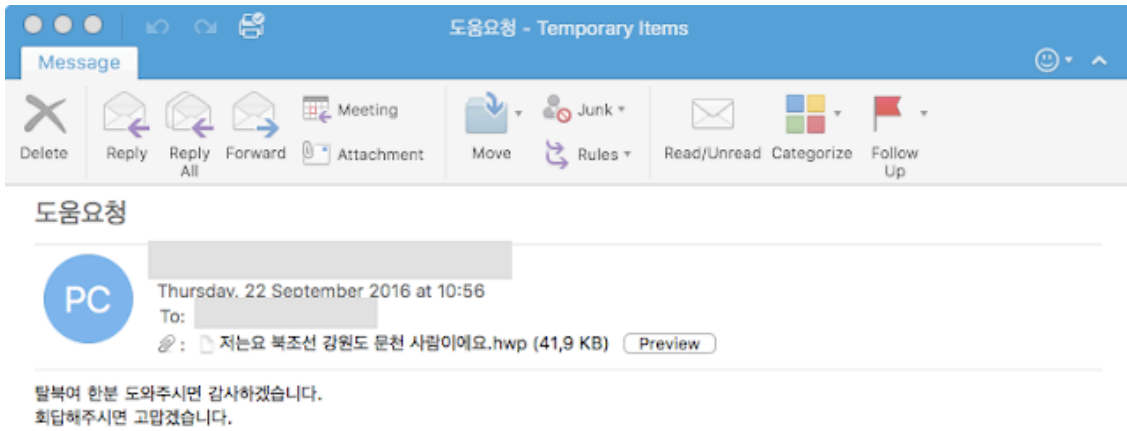 도움요청 - Temporary Items
Message
Delete
Reply
Reply All
Forward
Meeting
Attachment
Move
Junk
Rules
Read/Unread
Categorize
Follow Up
도움요청
PC
Thursday, 22 September 2016 at 10:56
To:
저는요 북조선 강원도 문천 사람이에요.hwp (41,9 KB) Preview
탈북여 한분 도와주시면 감사하겠습니다.
회답해주시면 고맙겠습니다.